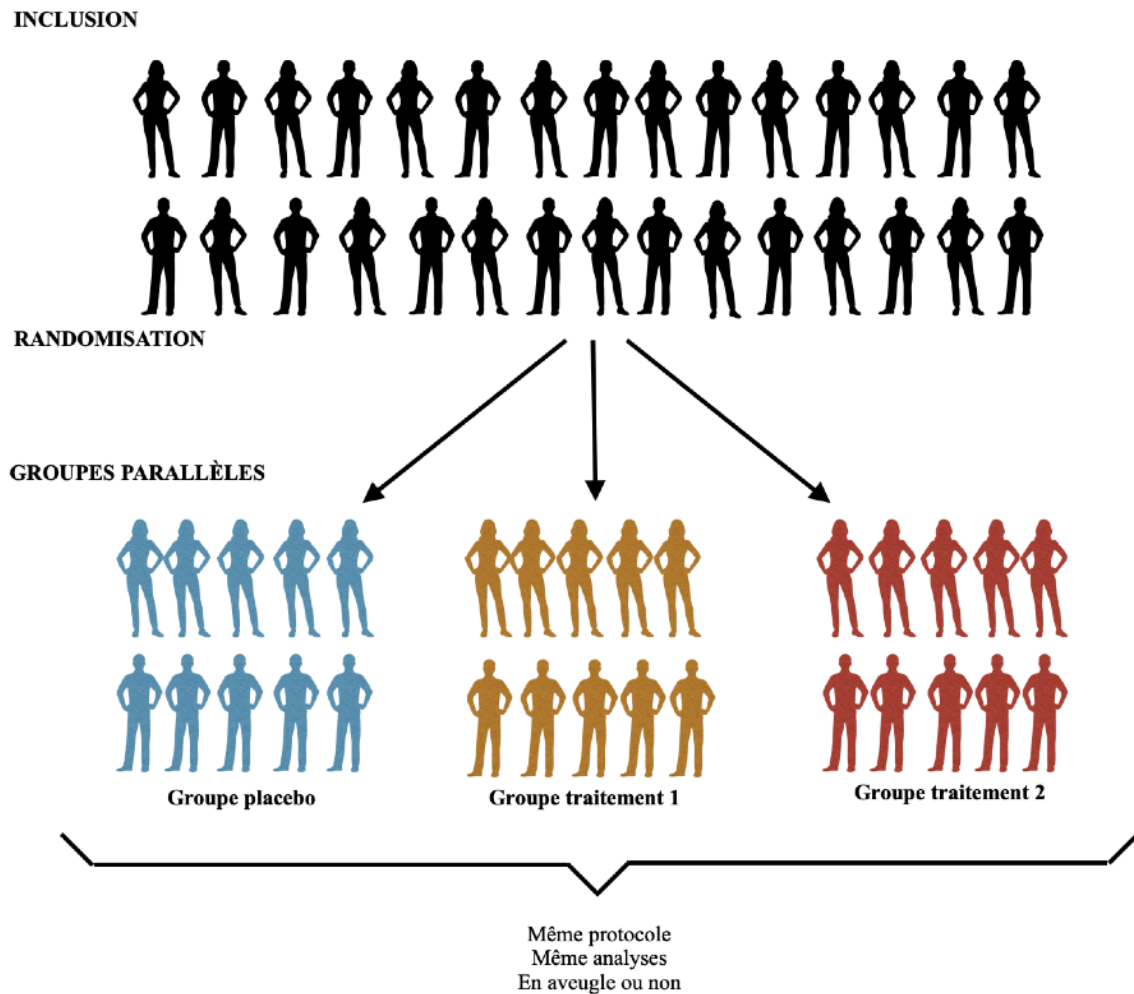 INCLUSION
RANDOMISATION
GROUPES PARALLÈLES
Groupe placebo
Groupe traitement 1
Groupe traitement 2
Même protocole
Même analyses
En aveugle ou non